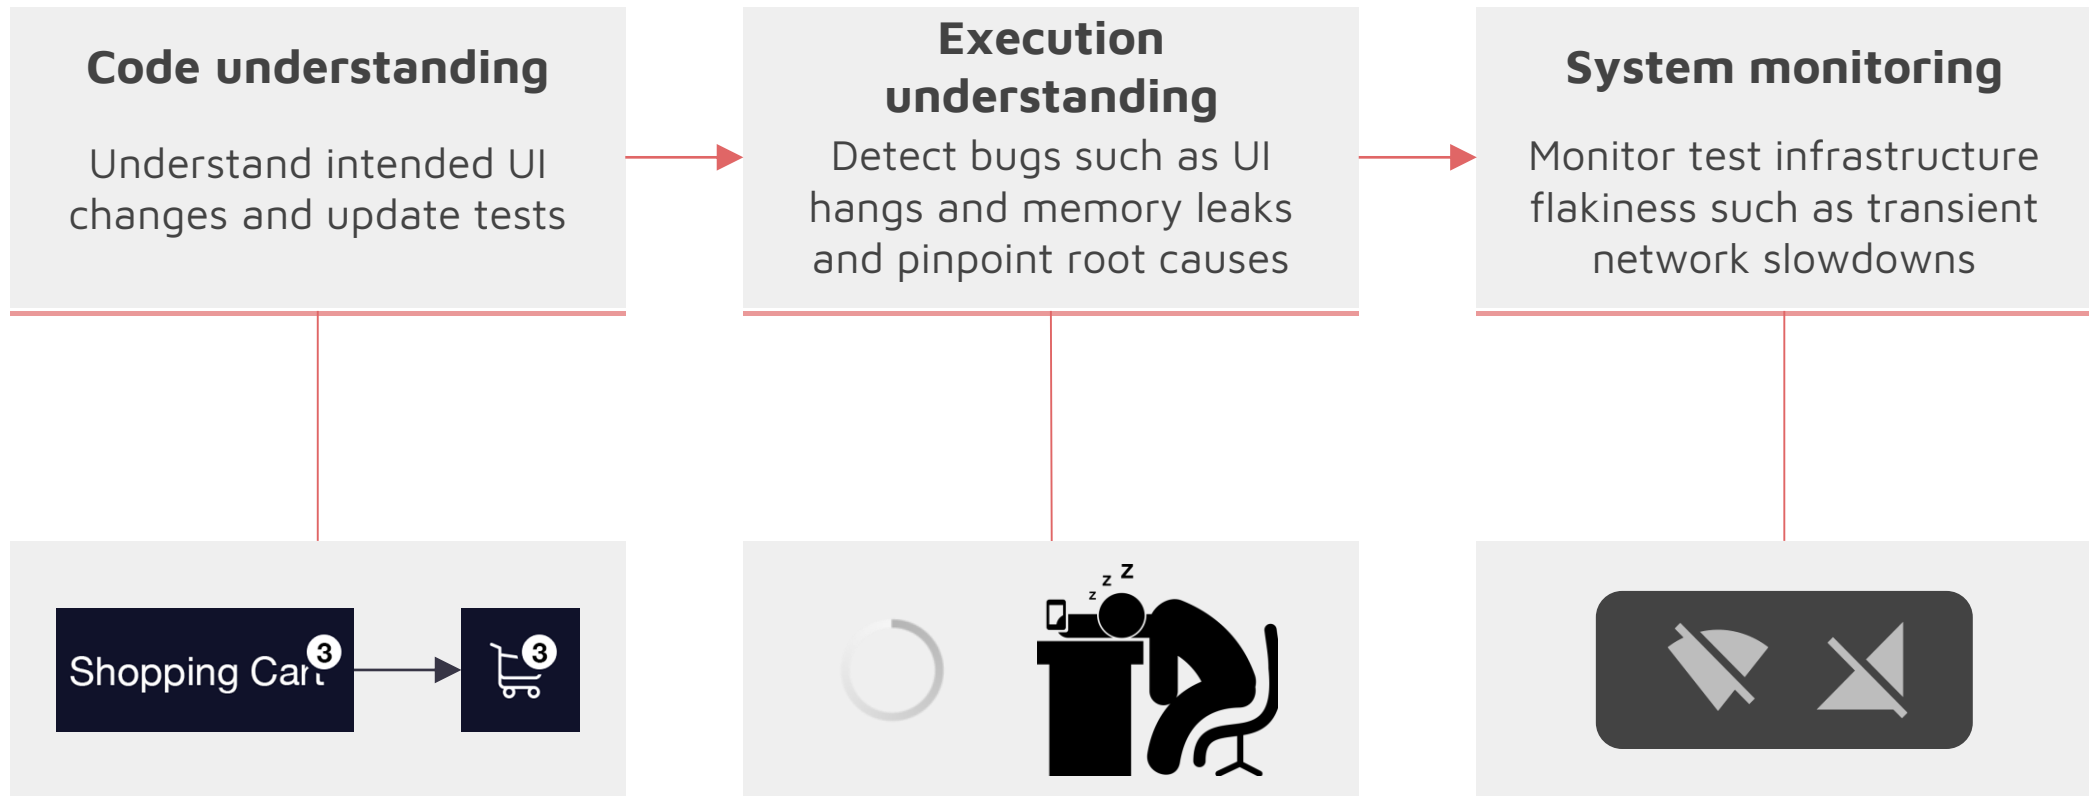 Code understanding
Understand intended UI
changes and update tests
Execution
understanding
Detect bugs such as UI
hangs and memory leaks
and pinpoint root causes
System monitoring
Monitor test infrastructure
flakiness such as transient
network slowdowns
Shopping Cart 3
3
z z z